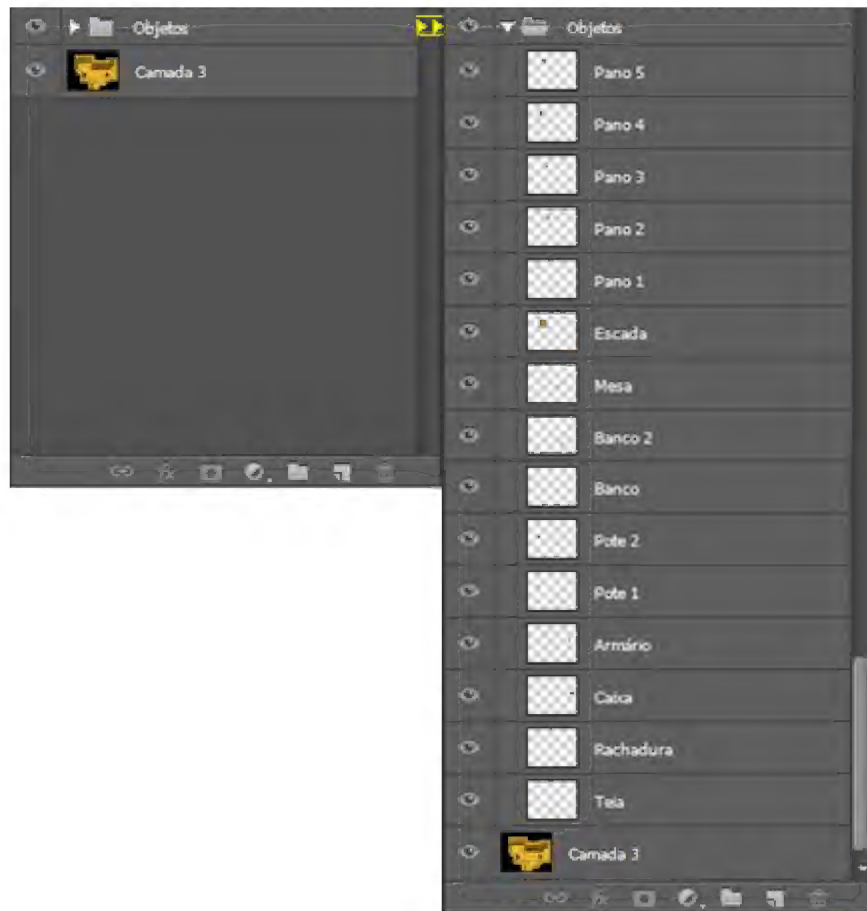 Objetos
Camada 3
Objetos
Pano 5
Pano 4
Pano 3
Pano 2
Pano 1
Escada
Mesa
Banco 2
Banco
Pote 2
Pote 1
Armário
Caixa
Rachadura
Teia
Camada 3